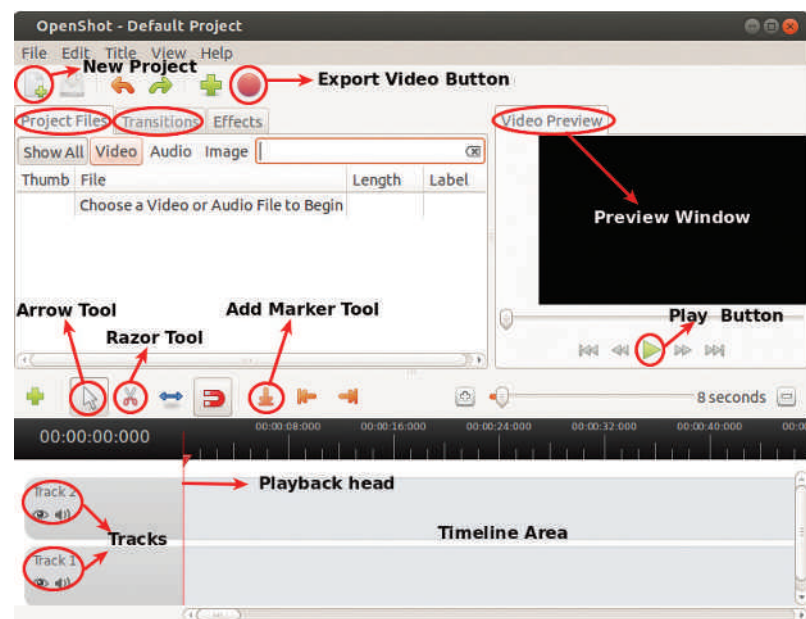 OpenShot - Default Project
File Edit Title View Help
New Project
Export Video Button
Project Files Transitions Effects
Video Preview
Show All Video Audio Image
Thumb File Length Label
Choose a Video or Audio File to Begin
Preview Window
Arrow Tool
Add Marker Tool
Razor Tool
Play Button
8 seconds
00:00:00:000
00:00:08:000 00:00:16:000 00:00:24:000 00:00:32:000 00:00:40:000 00:0
Playback head
Track 2
Tracks
Timeline Area
Track 1